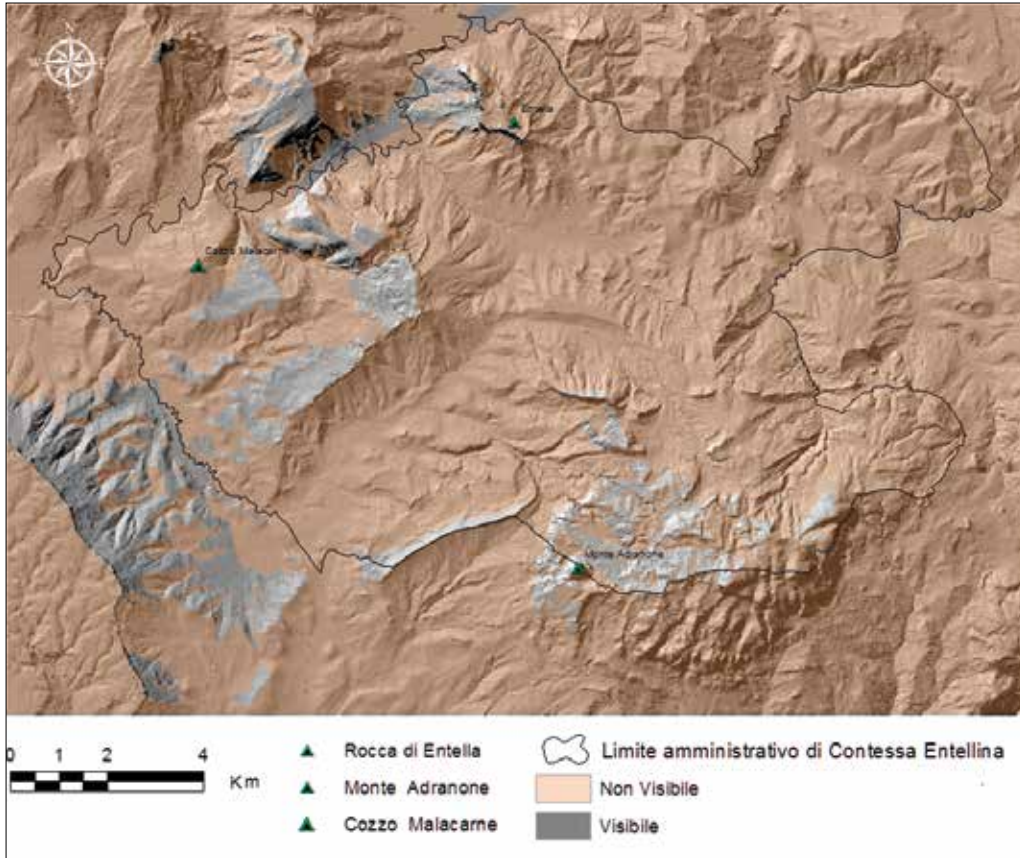 Cozzo Malacarne
Monte Adranone
0 1 2 4
Km
Rocca di Entella
Monte Adranone
Cozzo Malacarne
Limite amministrativo di Contessa Entellina
Non Visibile
Visibile